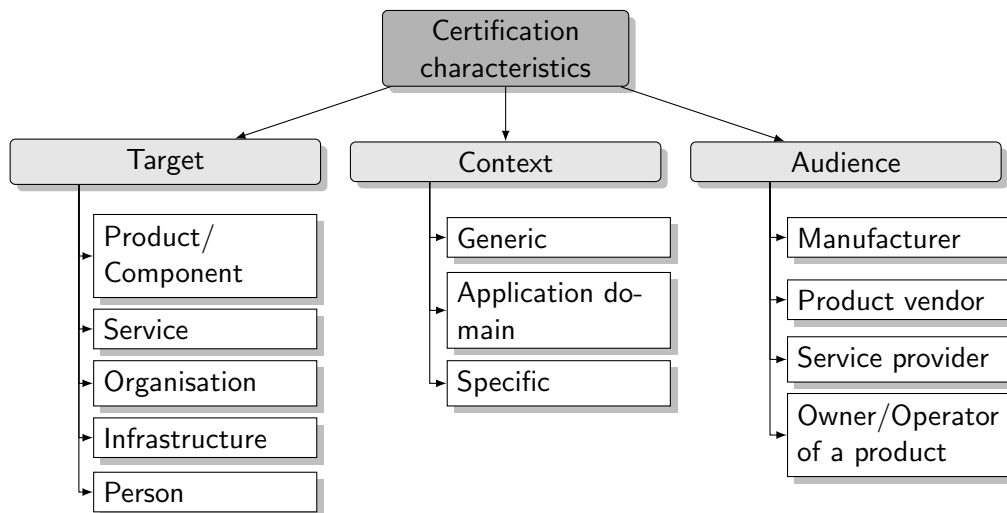 Certification
characteristics
Target
Product/
Component
Service
Organisation
Infrastructure
Person
Context
Generic
Application do-
main
Specific
Audience
Manufacturer
Product vendor
Service provider
Owner/Operator
of a product